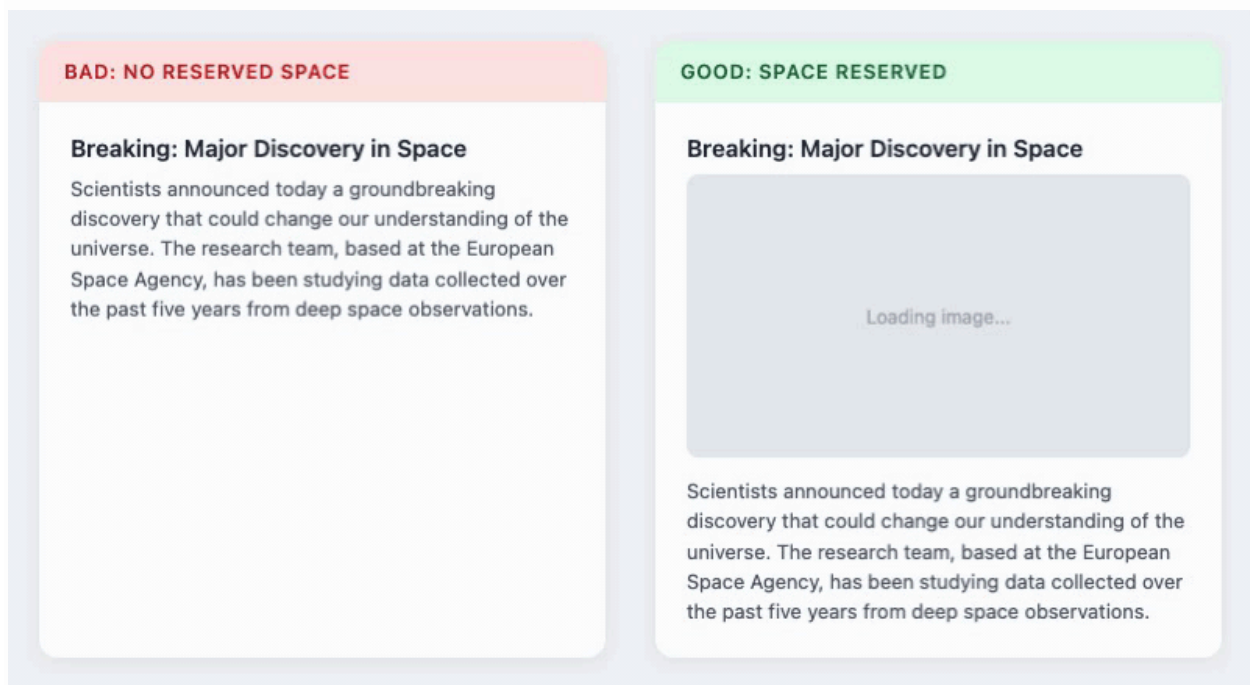 BAD: NO RESERVED SPACE
Breaking: Major Discovery in Space
Scientists announced today a groundbreaking
discovery that could change our understanding of the
universe. The research team, based at the European
Space Agency, has been studying data collected over
the past five years from deep space observations.
GOOD: SPACE RESERVED
Breaking: Major Discovery in Space
Loading image...
Scientists announced today a groundbreaking
discovery that could change our understanding of the
universe. The research team, based at the European
Space Agency, has been studying data collected over
the past five years from deep space observations.